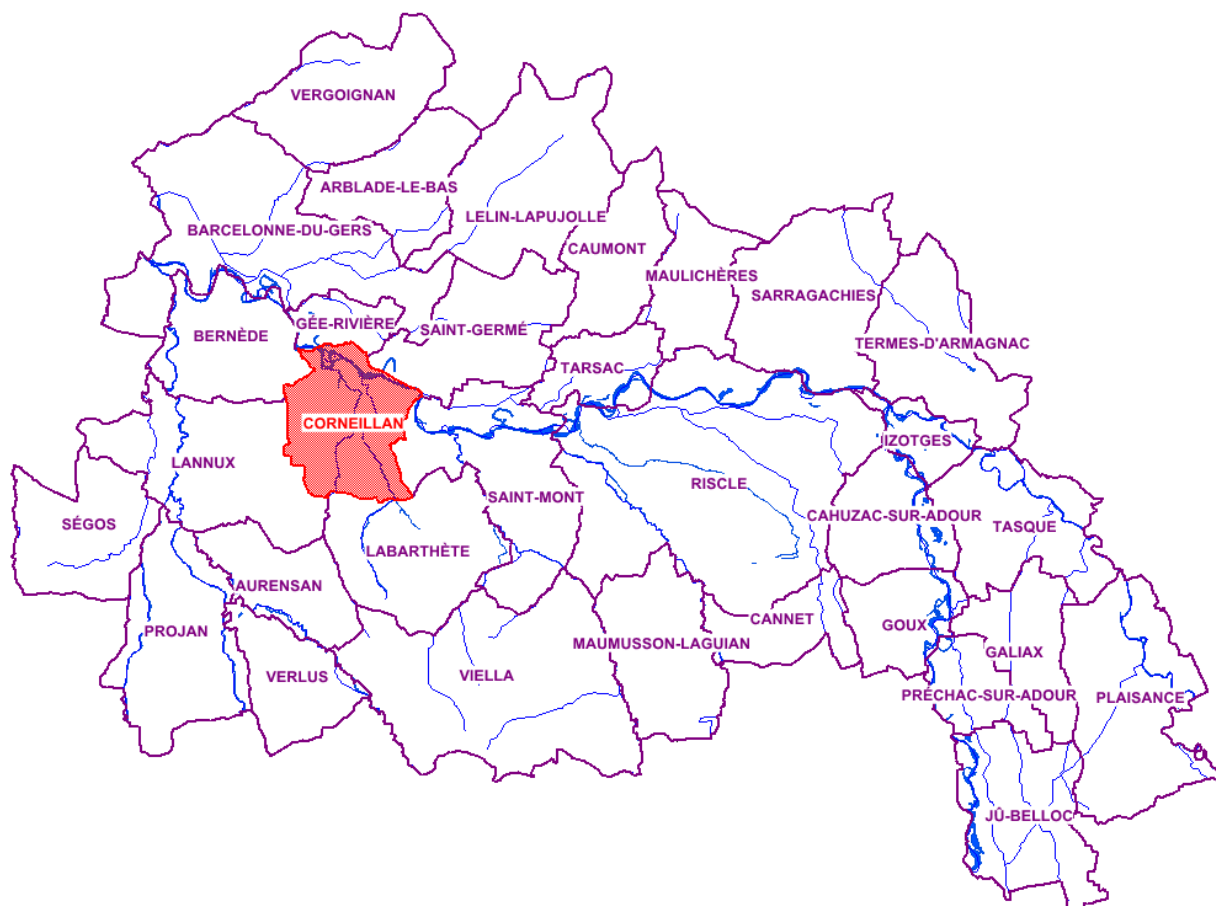 VERGOIGNAN
ARBLADE-LE-BAS
LELIN-LAPUJOLLE
BARCELONNE-DU-GERS
CAUMONT
MAULICHÈRES
SARRAGACHIES
GÉE-RIVIÈRE
SAINT-GERMÉ
BERNÈDE
TERMES-D'ARMAGNAC
TARSAC
CORNEILLAN
IZOTGES
LANNUX
RISCLE
SAINT-MONT
CAHUZAC-SUR-ADOUR
SÉGOS
TASQUE
LABARTHÈTE
AURENSAN
CANNET
GOUX
PROJAN
MAUMUSSON-LAGUIAN
GALIAX
VERLUS
VIELLA
PRÉCHAC-SUR-ADOUR
PLAISANCE
JÛ-BELLOC